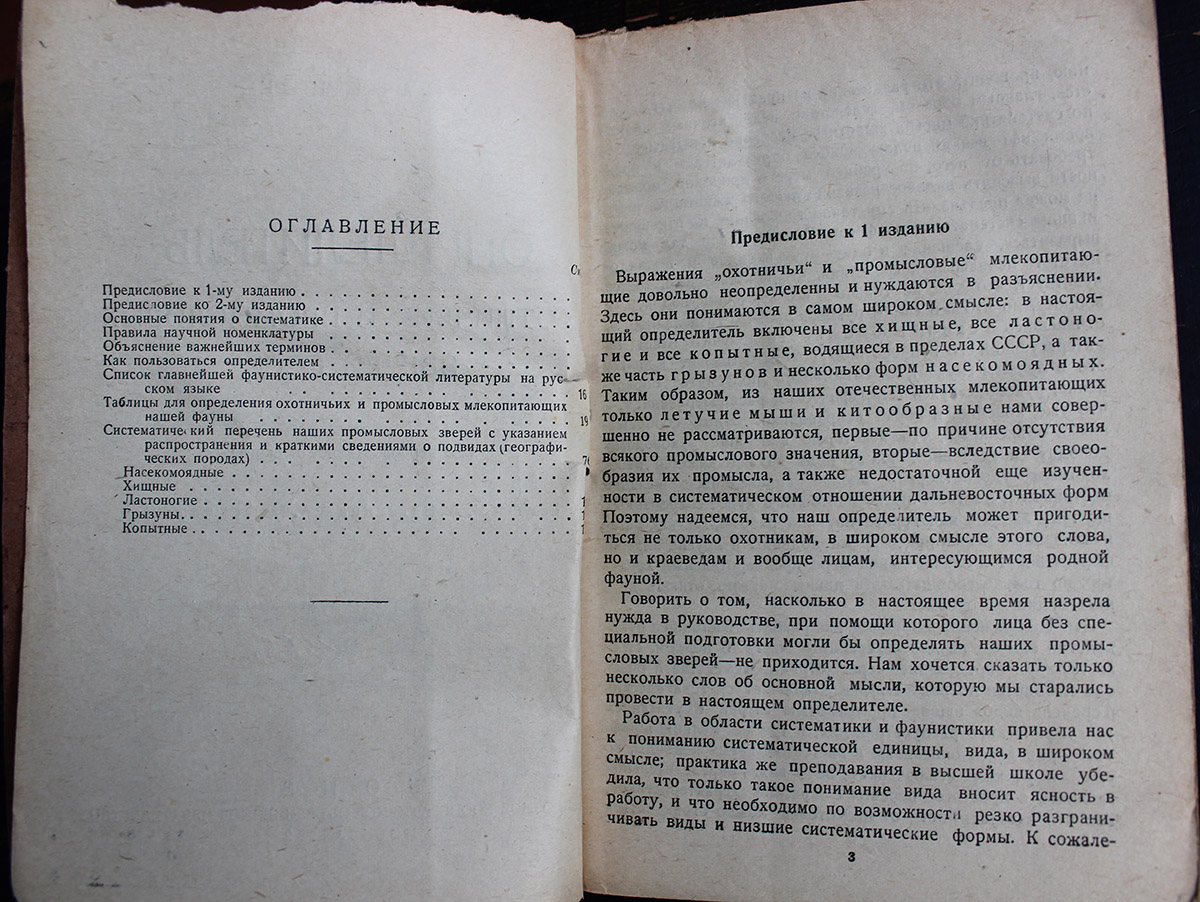 ОГЛАВЛЕНИЕ
Предисловие к 1-му изданию . . . . . . . . . . . . . . . . .
Предисловие ко 2-му изданию . . . . . . . . . . . . . . . .
Основные понятия о систематике . . . . . . . . . . . . . . .
Правила научной номенклатуры . . . . . . . . . . . . . . .
Объяснение важнейших терминов . . . . . . . . . . . . . . .
Как пользоваться определителем . . . . . . . . . . . . . . .
Список главнейшей фаунистико-систематической литературы на рус-
ском языке . . . . . . . . . . . . . . . . . . 16
Таблицы для определения охотничьих и промысловых млекопитающих
нашей фауны . . . . . . . . . . . . . . . . . 19
Систематический перечень наших промысловых зверей с указанием
распространения и краткими сведениями о подвидах (географи-
ческих породах) . . . . . . . . . . . . . . . .
Насекомоядные . . . . . . . . . . . . . . . . .
Хищные . . . . . . . . . . . . . . . . . . . .
Ластоногие . . . . . . . . . . . . . . . . . .
Грызуны. . . . . . . . . . . . . . . . . . . .
Копытные . . . . . . . . . . . . . . . . . . .
Предисловие к 1 изданию
Выражения „охотничьи“ и „промысловые“ млекопитаю-
щие довольно неопределенны и нуждаются в разъяснении.
Здесь они понимаются в самом широком смысле: в настоя-
щий определитель включены все хищные, все ластоно-
гие и все копытные, водящиеся в пределах СССР, а так-
же часть грызунов и несколько форм насекомоядных.
Таким образом, из наших отечественных млекопитающих
только летучие мыши и китообразные нами совер-
шенно не рассматриваются, первые—по причине отсутствия
всякого промыслового значения, вторые—вследствие своео-
бразия их промысла, а также недостаточной еще изучен-
ности в систематическом отношении дальневосточных форм
Поэтому надеемся, что наш определитель может пригоди-
ться не только охотникам, в широком смысле этого слова,
но и краеведам и вообще лицам, интересующимся родной
фауной.
Говорить о том, насколько в настоящее время назрела
нужда в руководстве, при помощи которого лица без спе-
циальной подготовки могли бы определять наших промы-
словых зверей—не приходится. Нам хочется сказать только
несколько слов об основной мысли, которую мы старались
провести в настоящем определителе.
Работа в области систематики и фаунистики привела нас
к пониманию систематической единицы, вида, в широком
смысле; практика же преподавания в высшей школе убе-
дила, что только такое понимание вида вносит ясность в
работу, и что необходимо по возможности резко разграни-
чивать виды и низшие систематические формы. К сожале-
3